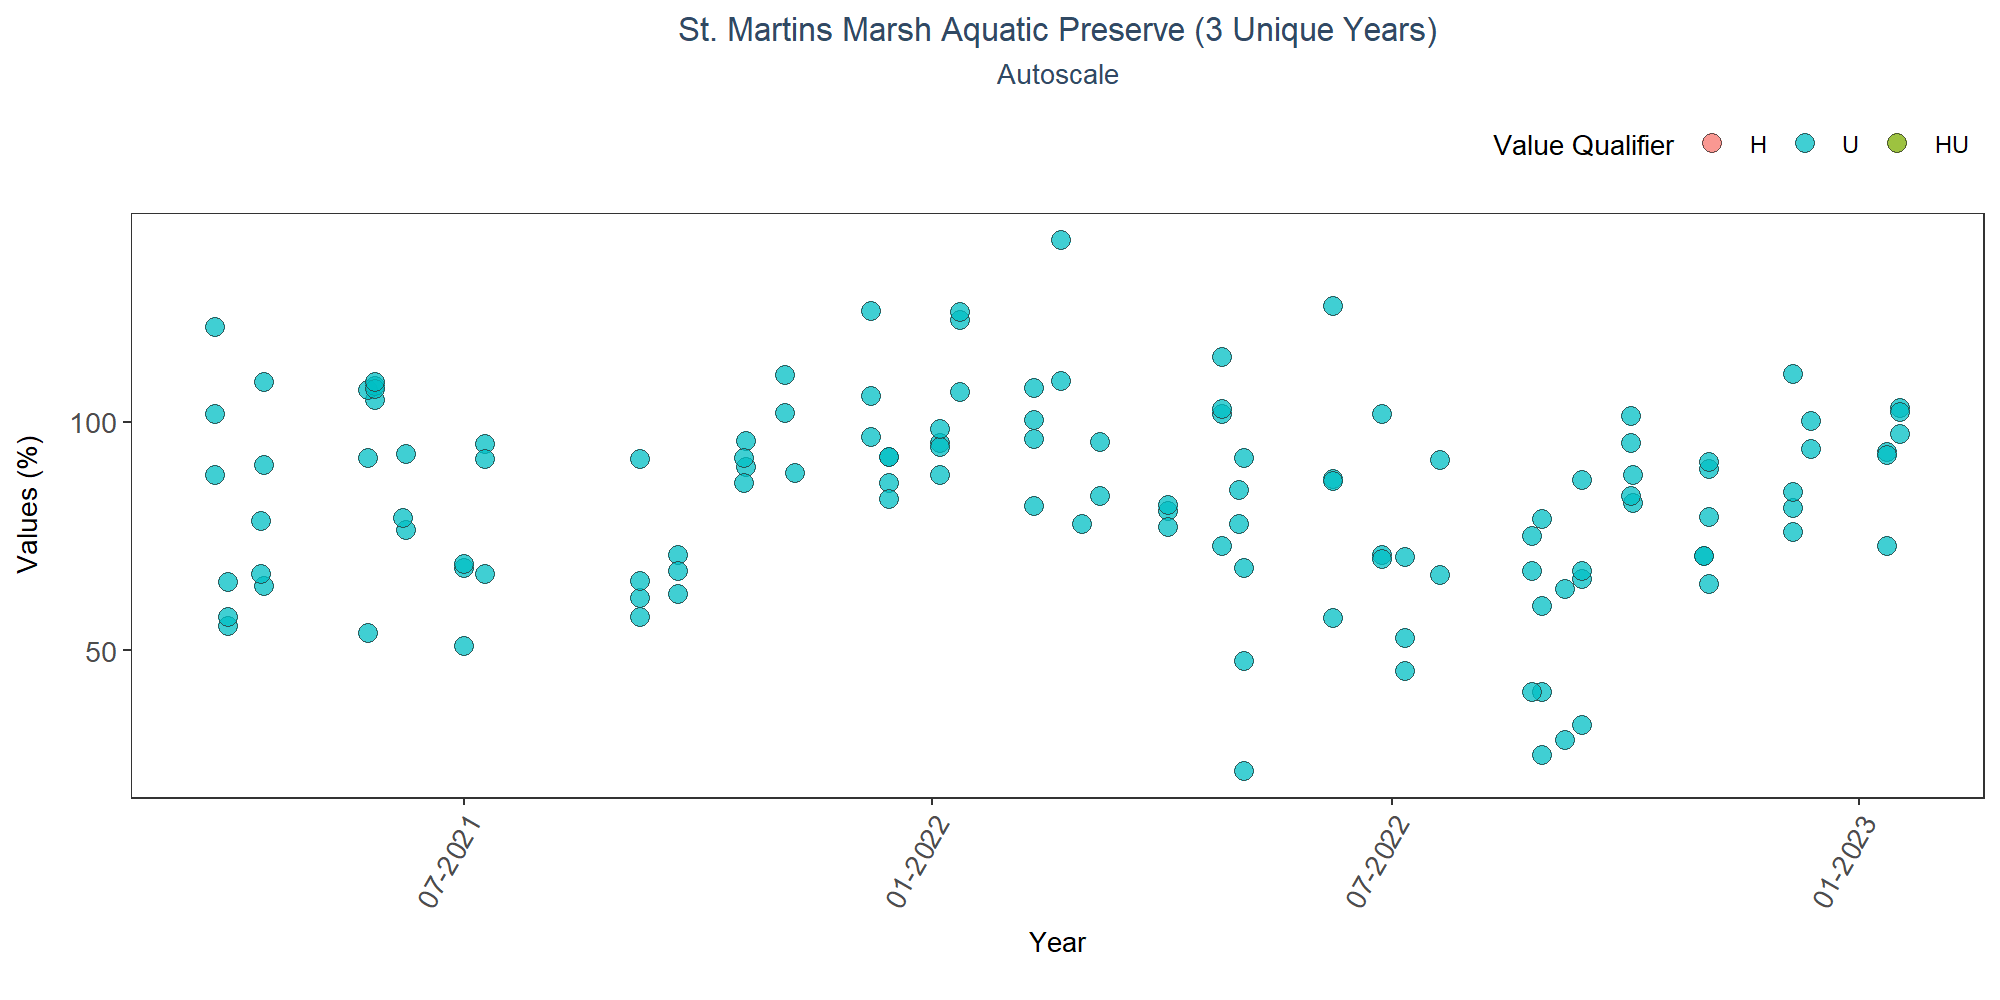 St. Martins Marsh Aquatic Preserve (3 Unique Years)
Autoscale
Value Qualifier H U HU
Values (%)
100
50
07-2021 01-2022 07-2022 01-2023
Year